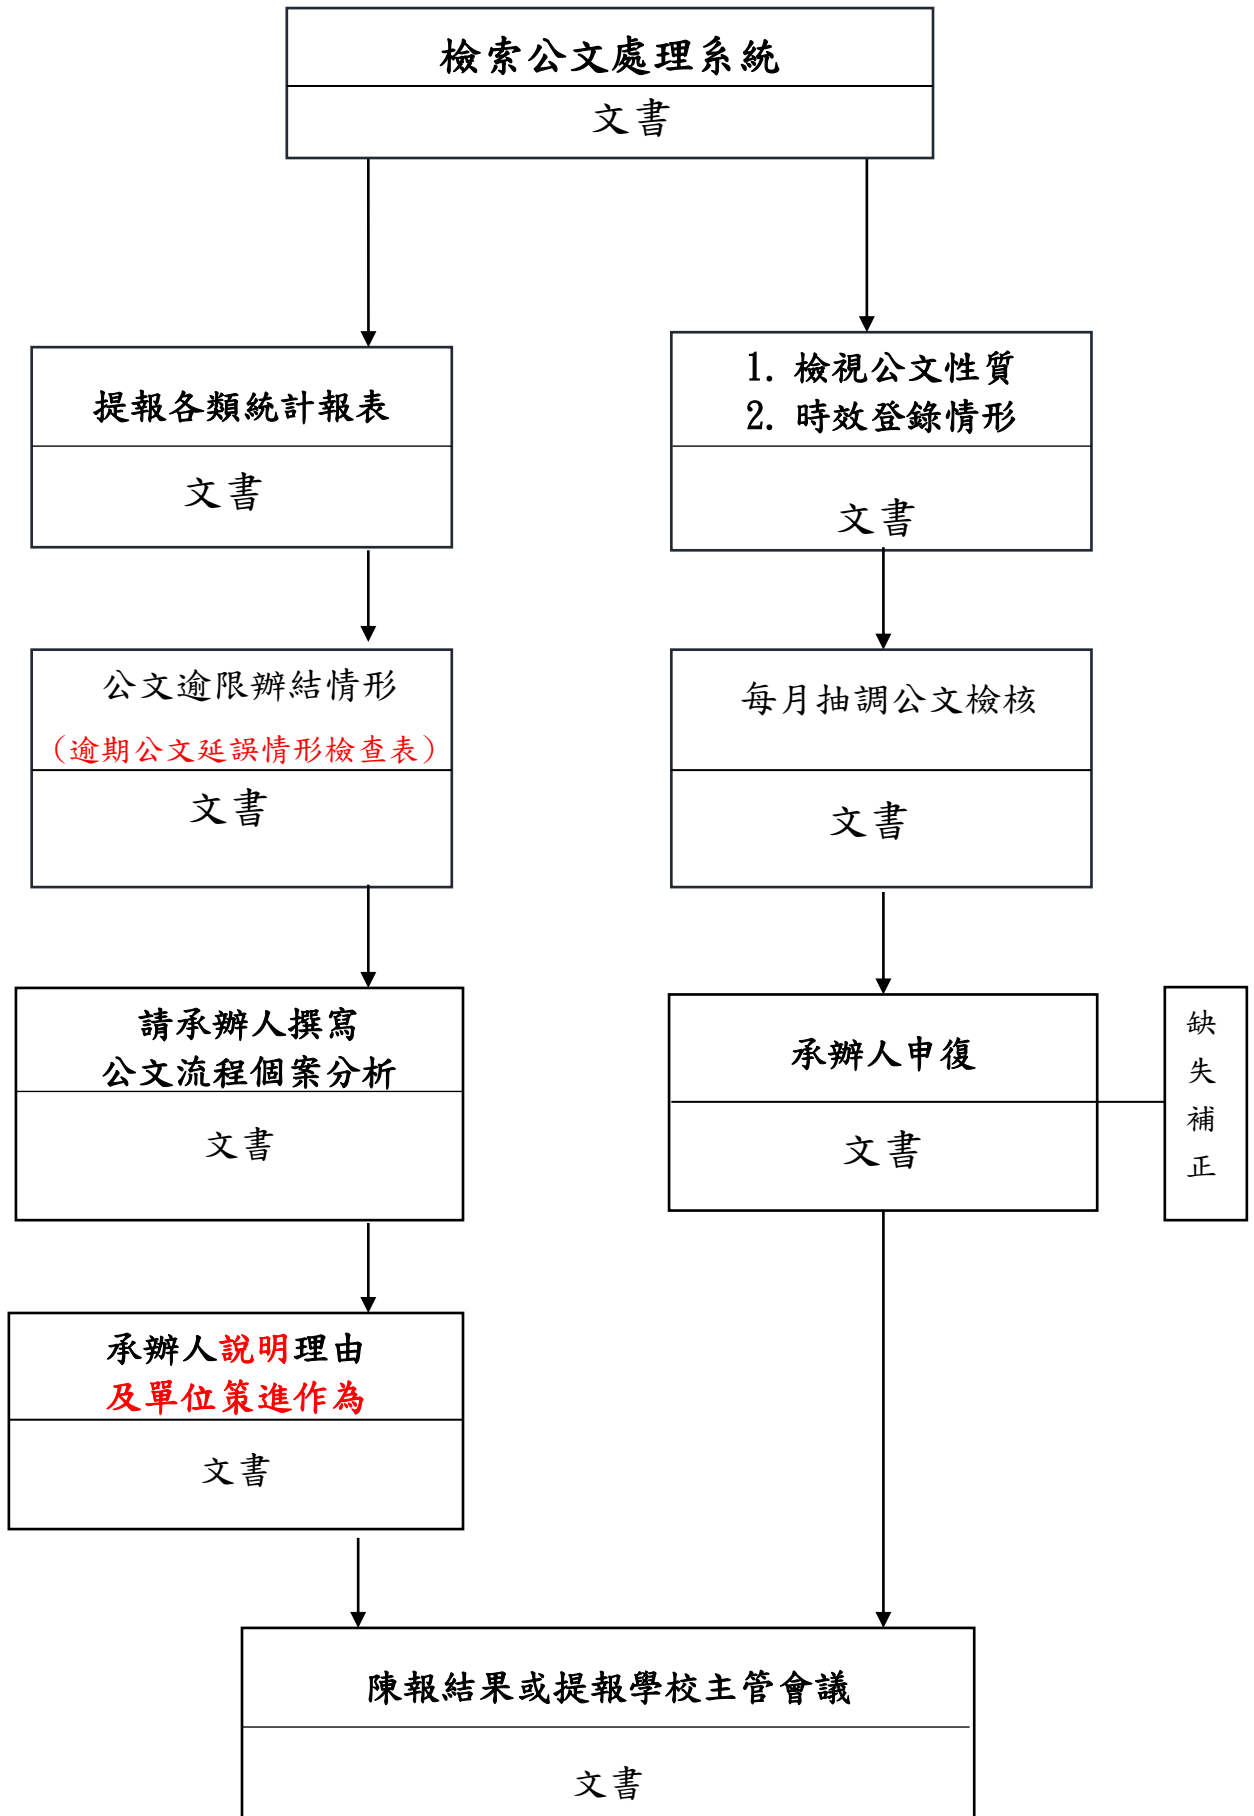 檢索公文處理系統
文書
提報各類統計報表
文書
公文逾限辦結情形
（逾期公文延誤情形檢查表）
文書
請承辦人撰寫
公文流程個案分析
文書
承辦人說明理由
及單位策進作為
文書
1. 檢視公文性質
2. 時效登錄情形
文書
每月抽調公文檢核
文書
承辦人申復
文書
缺
失
補
正
陳報結果或提報學校主管會議
文書